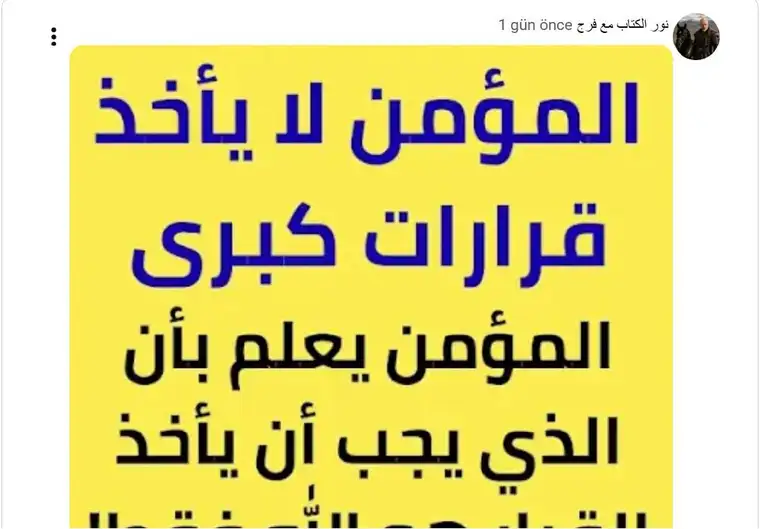 نور الكتاب مع فرج 1 gün önce
المؤمن لا يأخذ
قرارات كبرى
المؤمن يعلم بأن
الذي يجب أن يأخذ